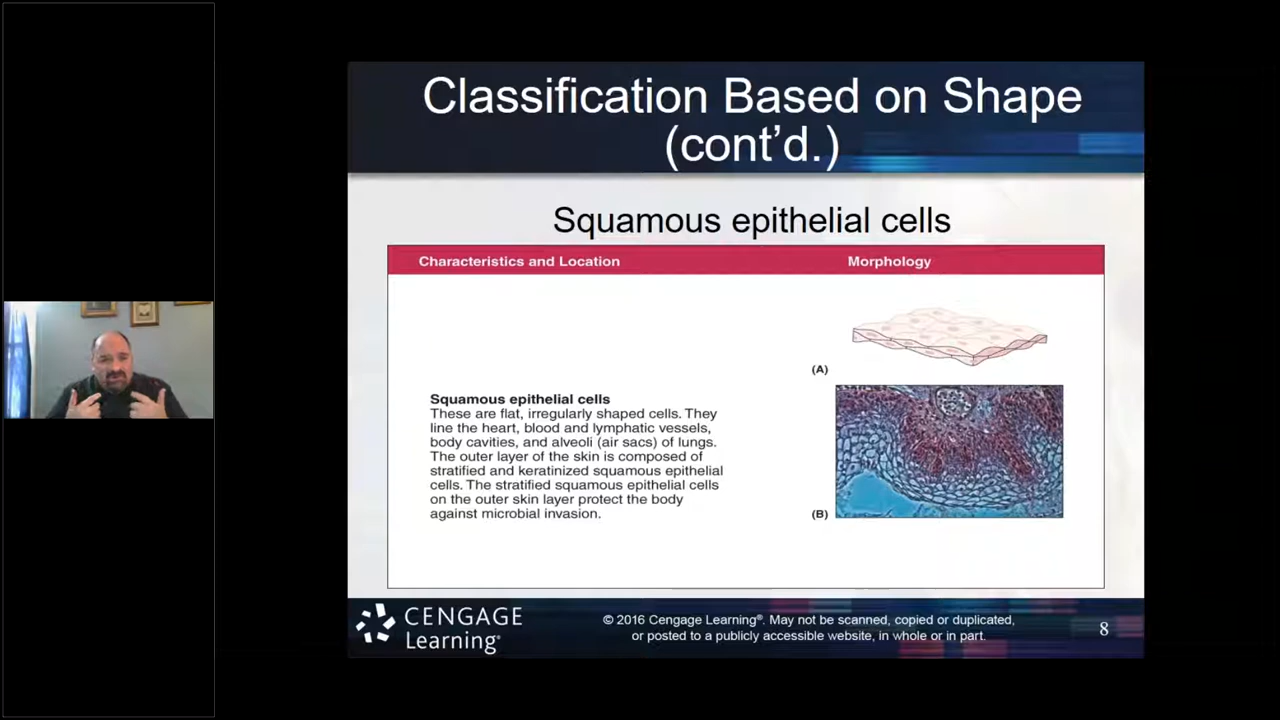 Classification Based on Shape
(cont’d.)
Squamous epithelial cells
Characteristics and Location
Morphology
(A)
Squamous epithelial cells
These are flat, irregularly shaped cells. They
line the heart, blood and lymphatic vessels,
body cavities, and alveoli (air sacs) of lungs.
The outer layer of the skin is composed of
stratified and keratinized squamous epithelial
cells. The stratified squamous epithelial cells
on the outer skin layer protect the body
against microbial invasion.
(B)
CENGAGE
Learning®
© 2016 Cengage Learning®. May not be scanned, copied or duplicated,
or posted to a publicly accessible website, in whole or in part.
8